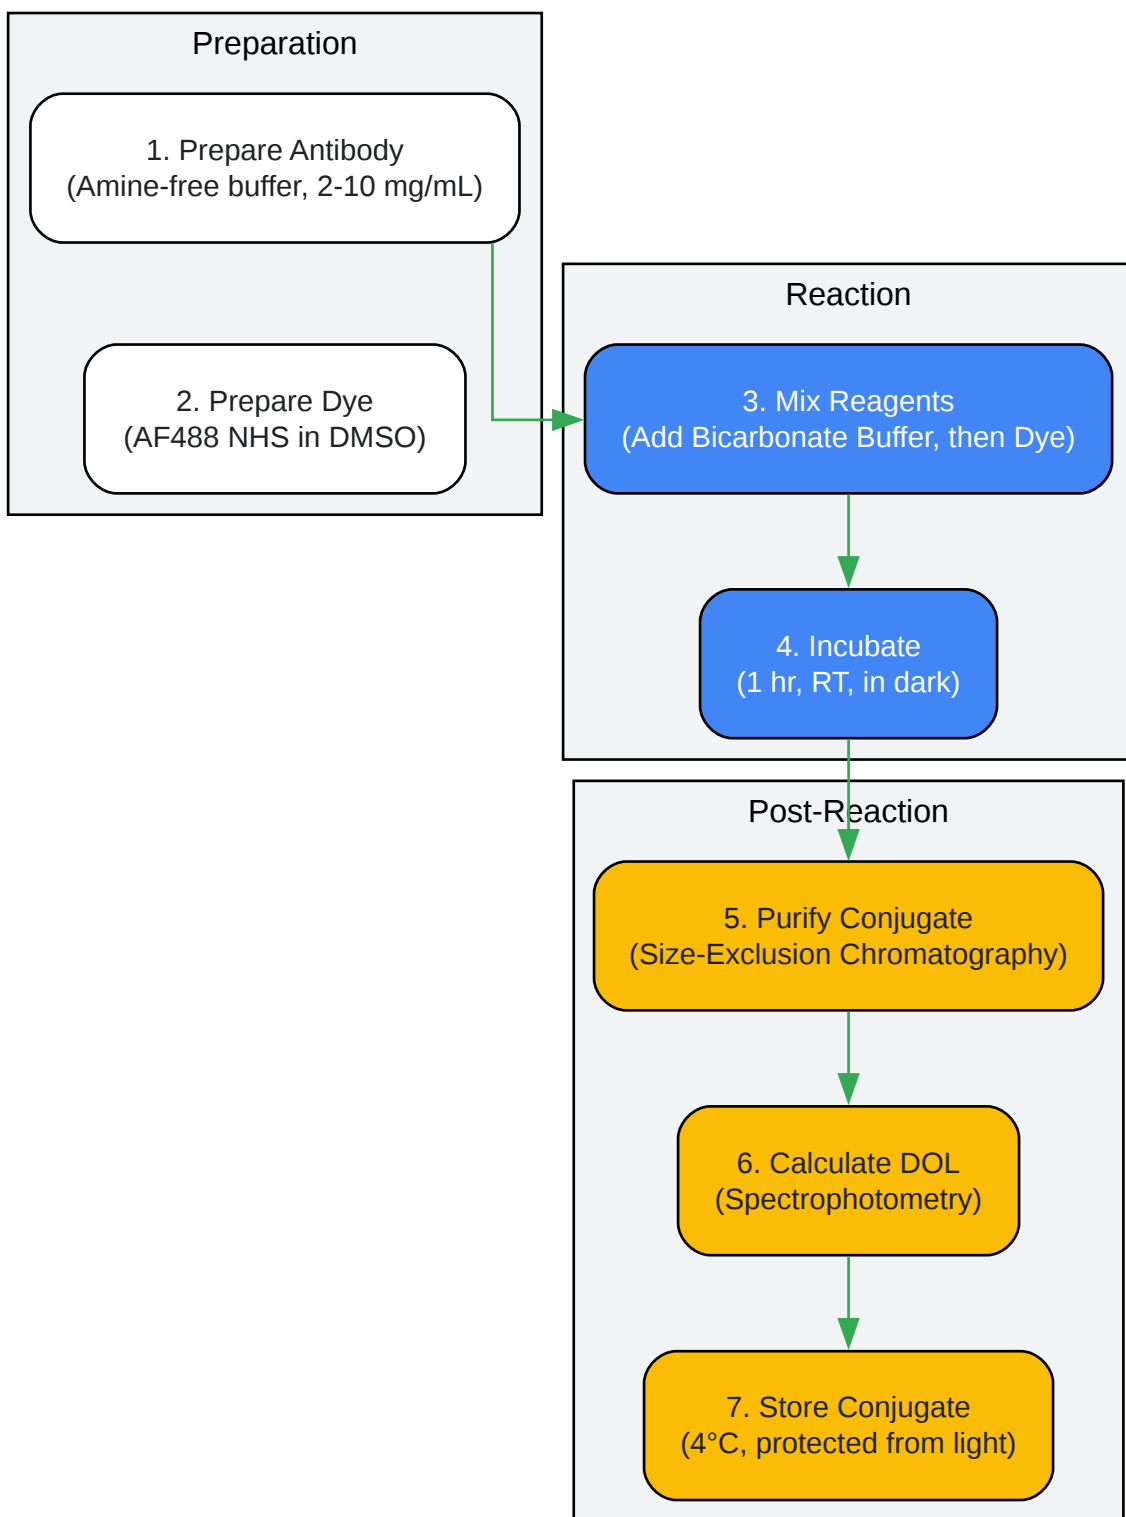 Preparation
1. Prepare Antibody
(Amine-free buffer, 2-10 mg/mL)
2. Prepare Dye
(AF488 NHS in DMSO)
Reaction
3. Mix Reagents
(Add Bicarbonate Buffer, then Dye)
4. Incubate
(1 hr, RT, in dark)
Post-Reaction
5. Purify Conjugate
(Size-Exclusion Chromatography)
6. Calculate DOL
(Spectrophotometry)
7. Store Conjugate
(4°C, protected from light)